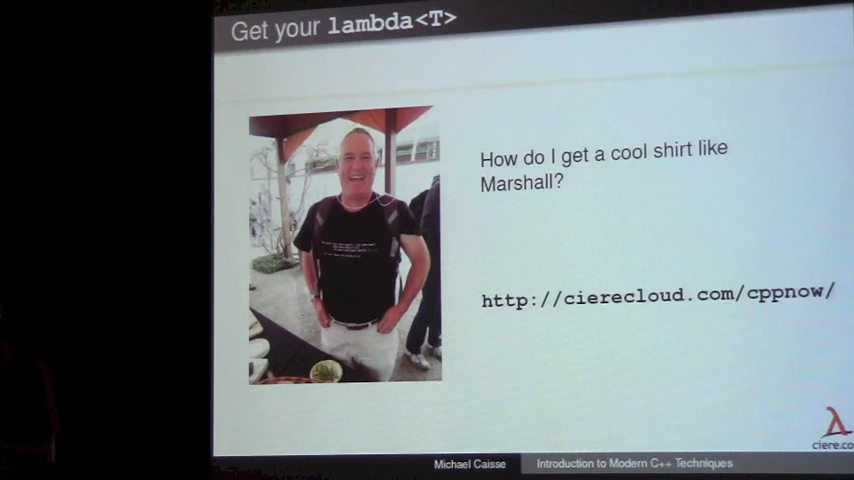 Get your lambda<T>
How do I get a cool shirt like
Marshall?
http://cierecloud.com/cppnow/
ciere.co
Michael Caisse
Introduction to Modern C++ Techniques